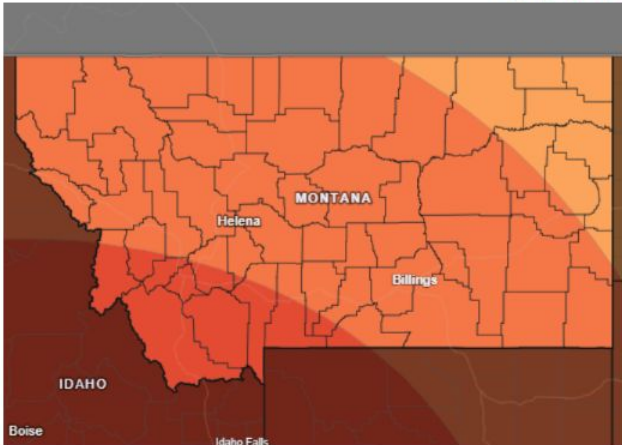 MONTANA
Helena
Billings
IDAHO
Boise
Idaho Falls